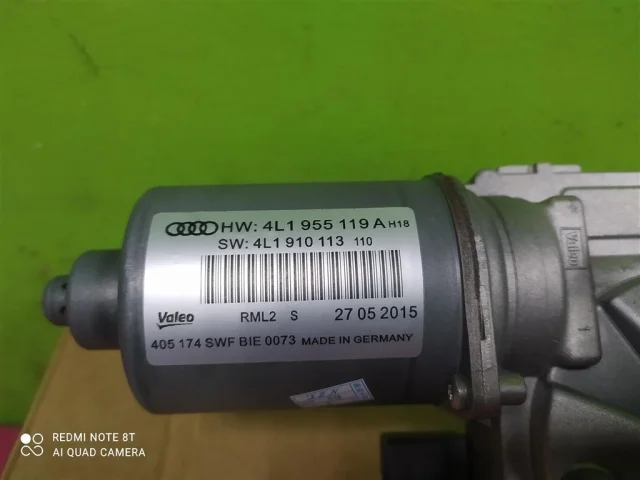 HW: 4L1 955 119 A H18
SW: 4L1 910 113 110
Valeo RML2 S 27 05 2015
405 174 SWF BIE 0073 MADE IN GERMANY
Valeo
REDMI NOTE 8T
AI QUAD CAMERA